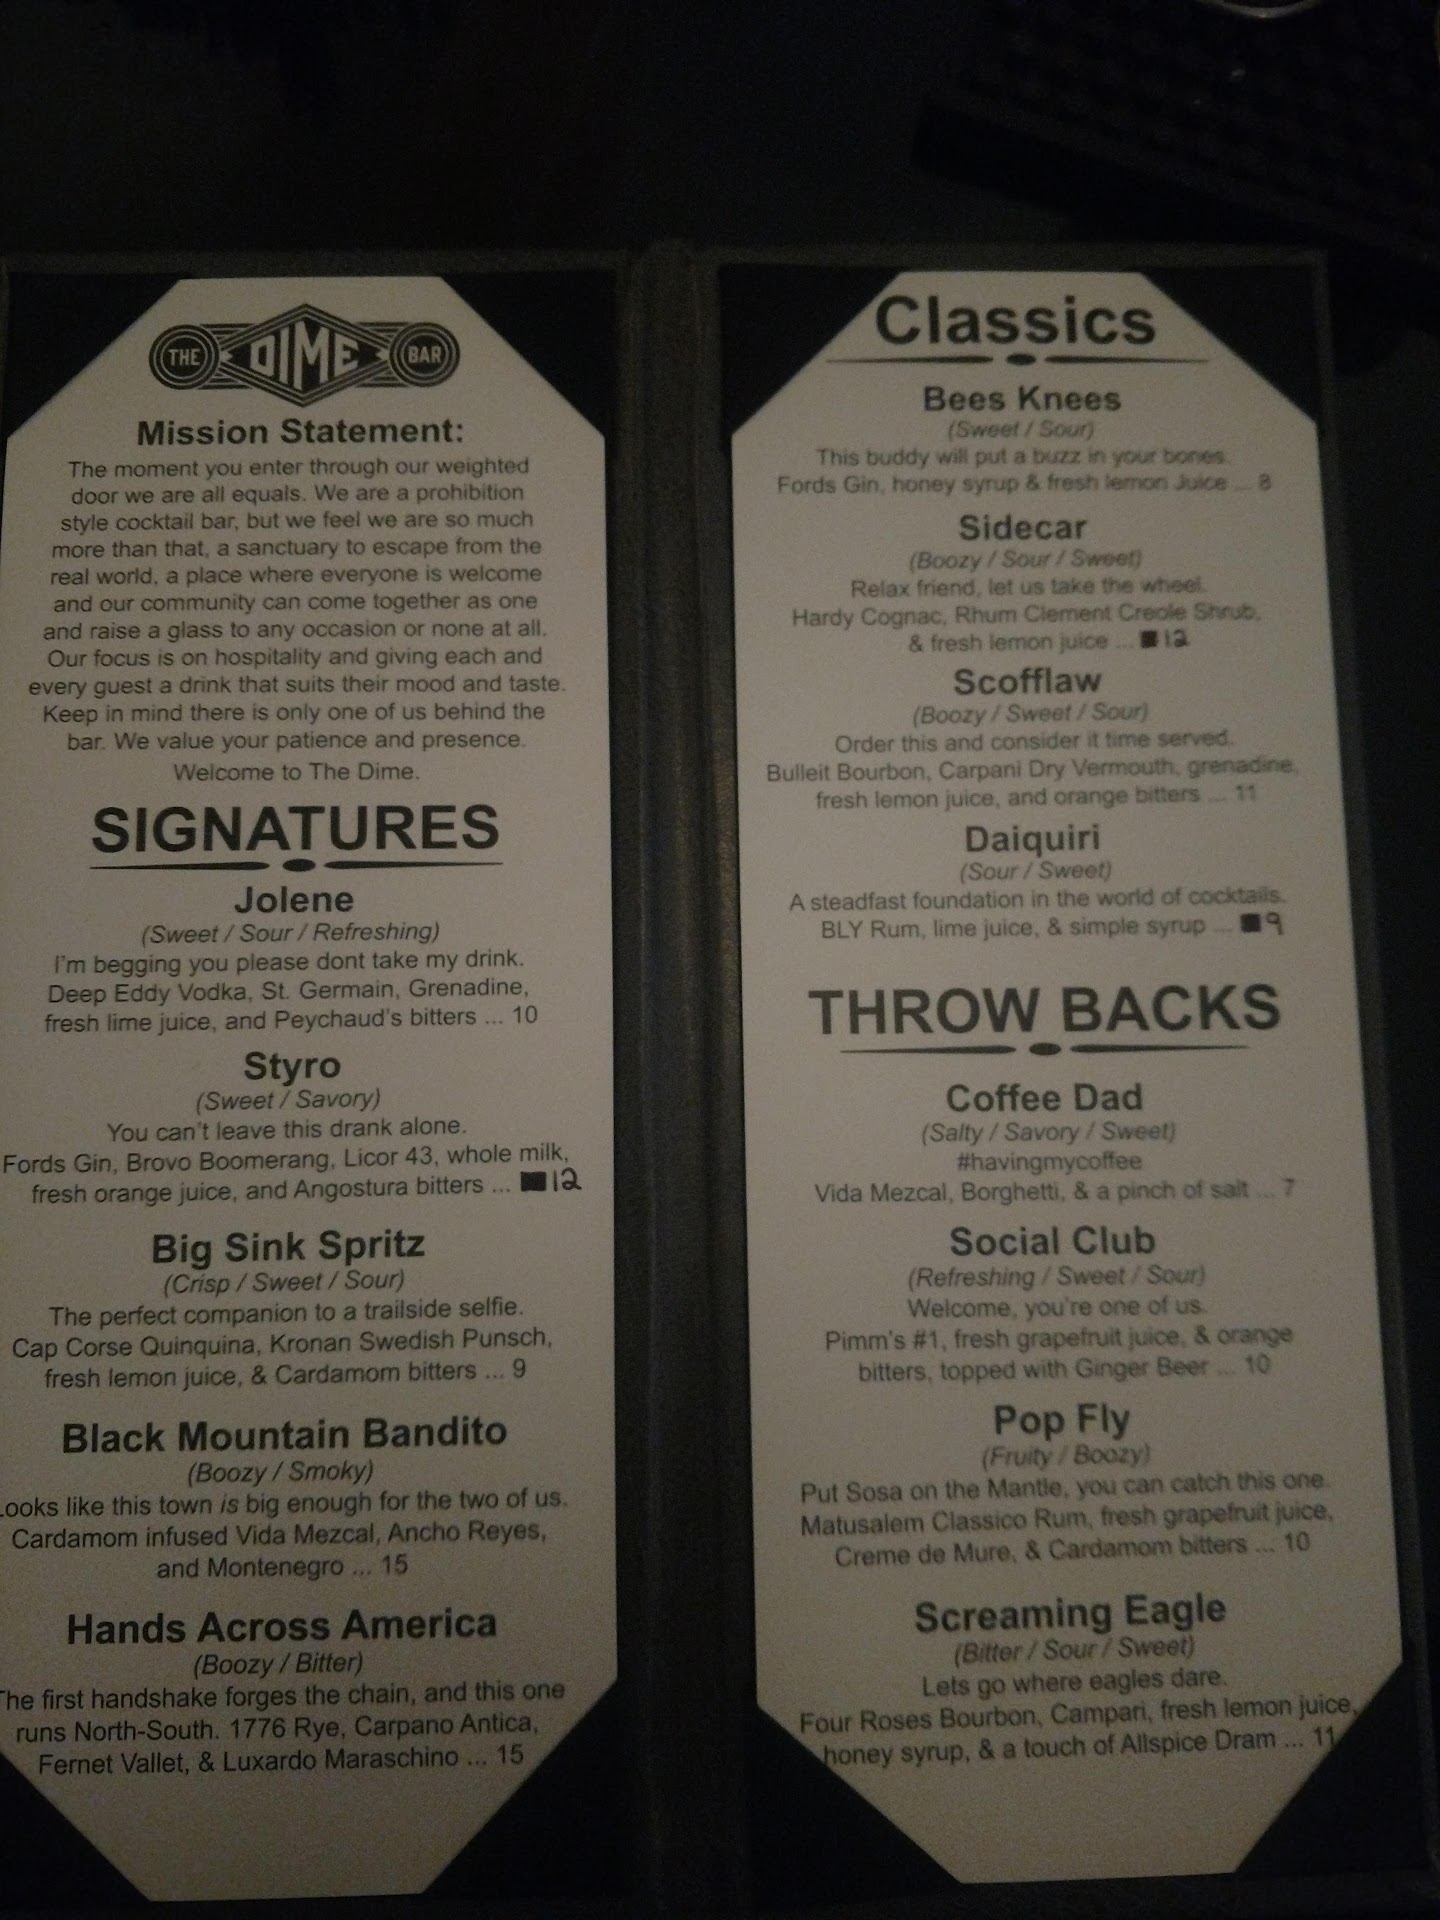 THE DIME BAR
Mission Statement:
The moment you enter through our weighted
door we are all equals. We are a prohibition
style cocktail bar, but we feel we are so much
more than that, a sanctuary to escape from the
real world, a place where everyone is welcome
and our community can come together as one
and raise a glass to any occasion or none at all.
Our focus is on hospitality and giving each and
every guest a drink that suits their mood and taste.
Keep in mind there is only one of us behind the
bar. We value your patience and presence.
Welcome to The Dime.
SIGNATURES
Jolene
(Sweet / Sour / Refreshing)
I'm begging you please dont take my drink.
Deep Eddy Vodka, St. Germain, Grenadine,
fresh lime juice, and Peychaud's bitters ... 10
Styro
(Sweet / Savory)
You can't leave this drank alone.
Fords Gin, Brovo Boomerang, Licor 43, whole milk,
fresh orange juice, and Angostura bitters ... 12
Big Sink Spritz
(Crisp / Sweet / Sour)
The perfect companion to a trailside selfie.
Cap Corse Quinquina, Kronan Swedish Punsch,
fresh lemon juice, & Cardamom bitters ... 9
Black Mountain Bandito
(Boozy / Smoky)
Looks like this town is big enough for the two of us.
Cardamom infused Vida Mezcal, Ancho Reyes,
and Montenegro ... 15
Hands Across America
(Boozy / Bitter)
The first handshake forges the chain, and this one
runs North-South. 1776 Rye, Carpano Antica,
Fernet Vallet, & Luxardo Maraschino ... 15
Classics
Bees Knees
(Sweet / Sour)
This buddy will put a buzz in your bones.
Fords Gin, honey syrup & fresh lemon Juice ... 8
Sidecar
(Boozy / Sour / Sweet)
Relax friend, let us take the wheel.
Hardy Cognac, Rhum Clement Creole Shrub,
& fresh lemon juice ... 12
Scofflaw
(Boozy / Sweet / Sour)
Order this and consider it time served.
Bulleit Bourbon, Carpani Dry Vermouth, grenadine,
fresh lemon juice, and orange bitters ... 11
Daiquiri
(Sour / Sweet)
A steadfast foundation in the world of cocktails.
BLY Rum, lime juice, & simple syrup ... 9
THROW BACKS
Coffee Dad
(Salty / Savory / Sweet)
#havingmycoffee
Vida Mezcal, Borghetti, & a pinch of salt ... 7
Social Club
(Refreshing / Sweet / Sour)
Welcome, you're one of us.
Pimm's #1, fresh grapefruit juice, & orange
bitters, topped with Ginger Beer ... 10
Pop Fly
(Fruity / Boozy)
Put Sosa on the Mantle, you can catch this one.
Matusalem Classico Rum, fresh grapefruit juice,
Creme de Mure, & Cardamom bitters ... 10
Screaming Eagle
(Bitter / Sour / Sweet)
Lets go where eagles dare.
Four Roses Bourbon, Campari, fresh lemon juice,
honey syrup, & a touch of Allspice Dram ... 11